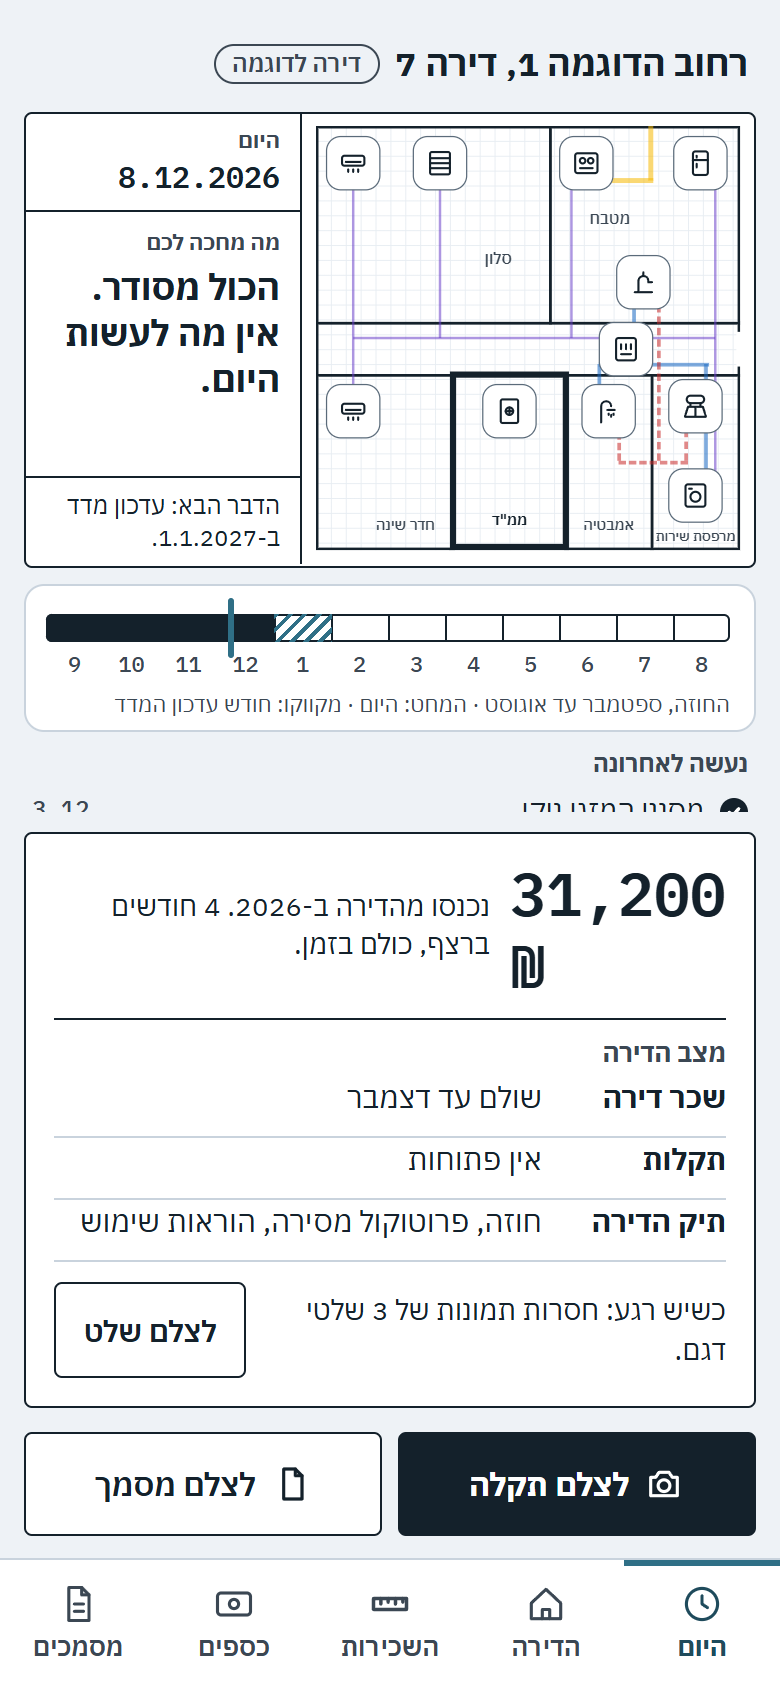 רחוב הדוגמה 1, דירה 7
דירה לדוגמה
מטבח
סלון
חדר שינה
ממ"ד
אמבטיה
מרפסת שירות
היום
8.12.2026
מה מחכה לכם
הכול מסודר.
אין מה לעשות
היום.
הדבר הבא: עדכון מדד
ב-1.1.2027.
9 10 11 12 1 2 3 4 5 6 7 8
החוזה, ספטמבר עד אוגוסט · המחט: היום · מקווקו: חודש עדכון המדד
נעשה לאחרונה
מסנני המזגן נוקו
3.12
31,200
₪
נכנסו מהדירה ב-2026. 4 חודשים
ברצף, כולם בזמן.
מצב הדירה
שכר דירה שולם עד דצמבר
תקלות אין פתוחות
תיק הדירה חוזה, פרוטוקול מסירה, הוראות שימוש
כשיש רגע: חסרות תמונות של 3 שלטי
דגם.
לצלם שלט
לצלם תקלה
לצלם מסמך
היום
הדירה
השכירות
כספים
מסמכים